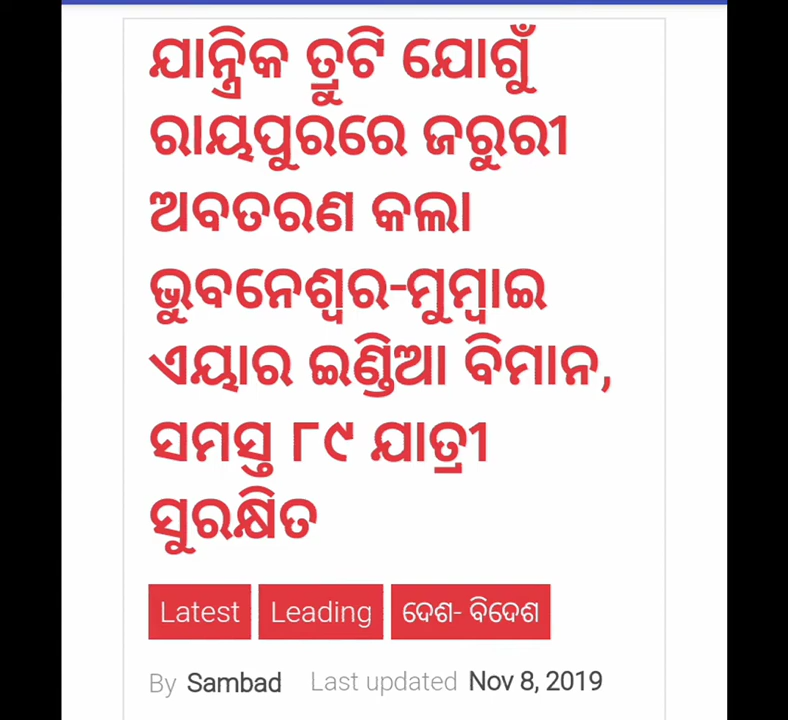 ଯାନ୍ତ୍ରିକ ତ୍ରୁଟି ଯୋଗୁଁ
ରାୟପୁରରେ ଜରୁରୀ
ଅବତରଣ କଲା
ଭୁବନେଶ୍ୱର-ମୁମ୍ବାଇ
ଏୟାର ଇଣ୍ଡିଆ ବିମାନ,
ସମସ୍ତ ୮୯ ଯାତ୍ରୀ
ସୁରକ୍ଷିତ
Latest Leading ଦେଶ- ବିଦେଶ
By Sambad Last updated Nov 8, 2019